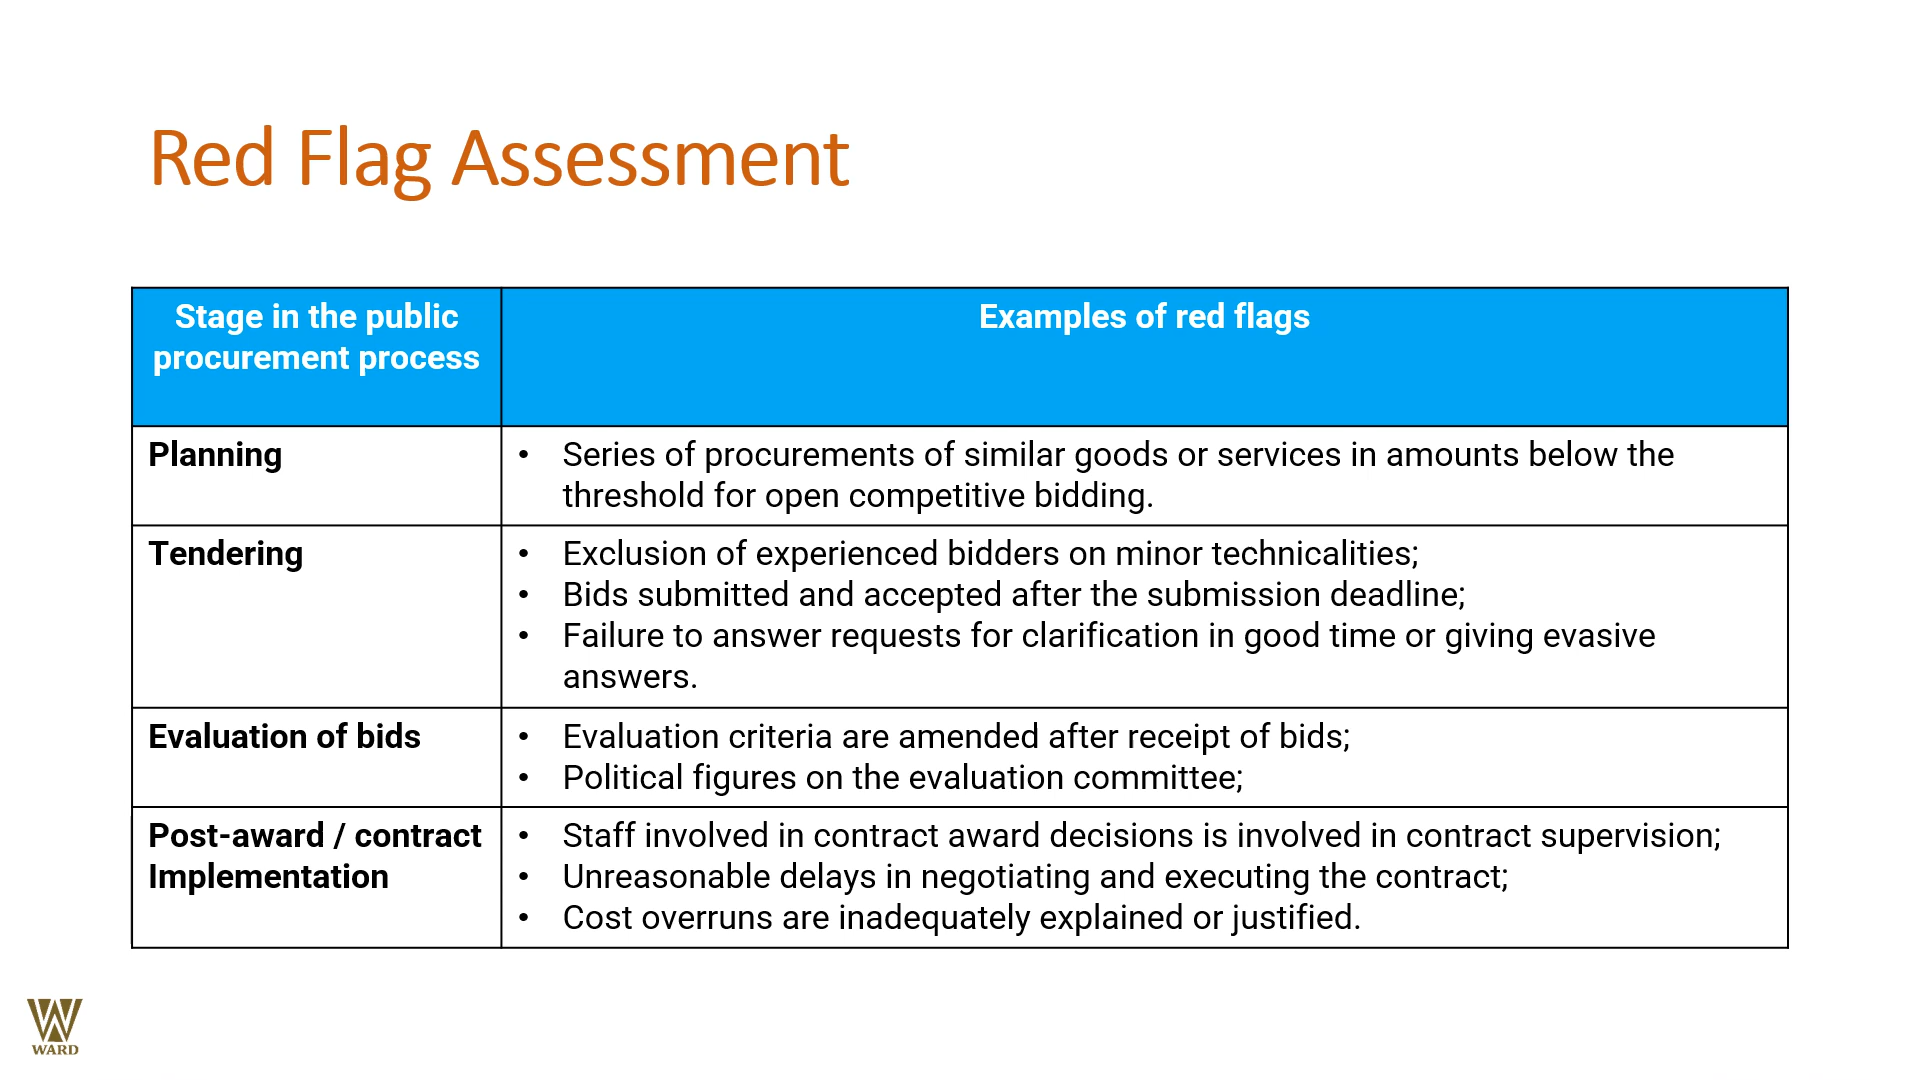 Red Flag Assessment
Stage in the public
procurement process
Examples of red flags
Planning
• Series of procurements of similar goods or services in amounts below the
threshold for open competitive bidding.
Tendering
• Exclusion of experienced bidders on minor technicalities;
• Bids submitted and accepted after the submission deadline;
• Failure to answer requests for clarification in good time or giving evasive
answers.
Evaluation of bids
• Evaluation criteria are amended after receipt of bids;
• Political figures on the evaluation committee;
Post-award / contract
Implementation
• Staff involved in contract award decisions is involved in contract supervision;
• Unreasonable delays in negotiating and executing the contract;
• Cost overruns are inadequately explained or justified.
WARD